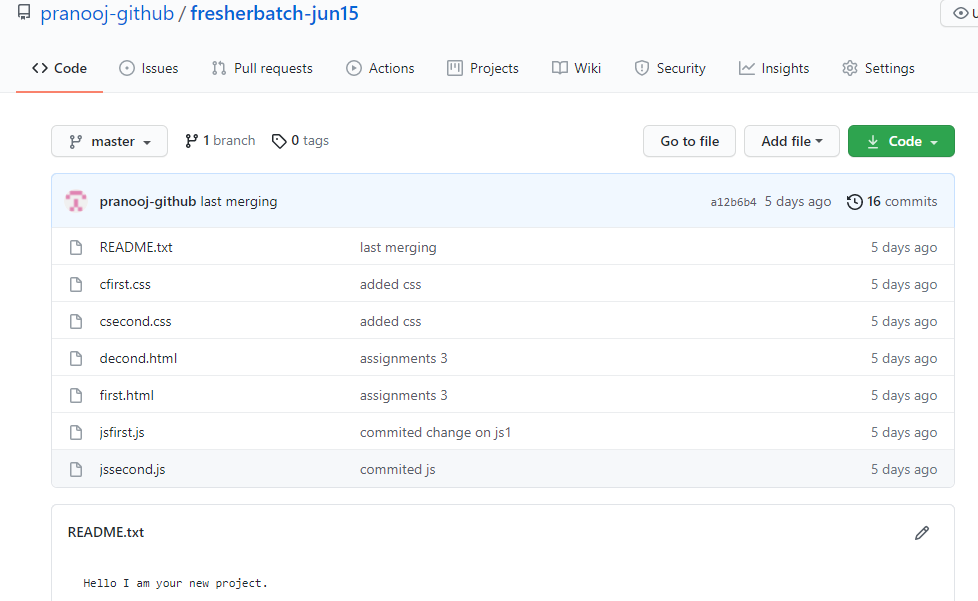 pranooj-github / fresherbatch-jun15
<> Code Issues Pull requests Actions Projects Wiki Security Insights Settings
master 1 branch 0 tags Go to file Add file Code
pranooj-github last merging a12b6b4 5 days ago 16 commits
README.txt last merging 5 days ago
cfirst.css added css 5 days ago
csecond.css added css 5 days ago
decond.html assignments 3 5 days ago
first.html assignments 3 5 days ago
jsfirst.js commited change on js1 5 days ago
jssecond.js commited js 5 days ago
README.txt
Hello I am your new project.